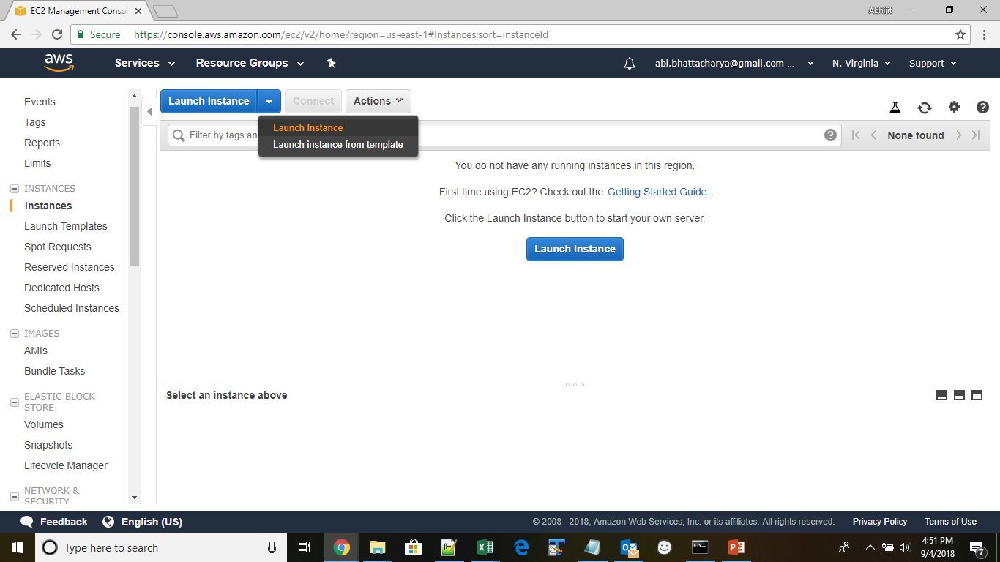 EC2 Management Conso
Abhijit
Secure
https://console.aws.amazon.com/ec2/v2/home?region=us-east-1#Instances:sort=instanceId
aws
Services
Resource Groups
abi.bhattacharya@gmail.com ...
N. Virginia
Support
Events
Tags
Reports
Limits
INSTANCES
Instances
Launch Templates
Spot Requests
Reserved Instances
Dedicated Hosts
Scheduled Instances
IMAGES
AMIs
Bundle Tasks
ELASTIC BLOCK
STORE
Volumes
Snapshots
Lifecycle Manager
NETWORK &
SECURITY
Launch Instance
Connect
Actions
Launch Instance
Launch instance from template
Filter by tags an
None found
You do not have any running instances in this region.
First time using EC2? Check out the Getting Started Guide.
Click the Launch Instance button to start your own server.
Launch Instance
Select an instance above
Feedback
English (US)
© 2008 - 2018, Amazon Web Services, Inc. or its affiliates. All rights reserved.
Privacy Policy
Terms of Use
Type here to search
4:51 PM
9/4/2018
7